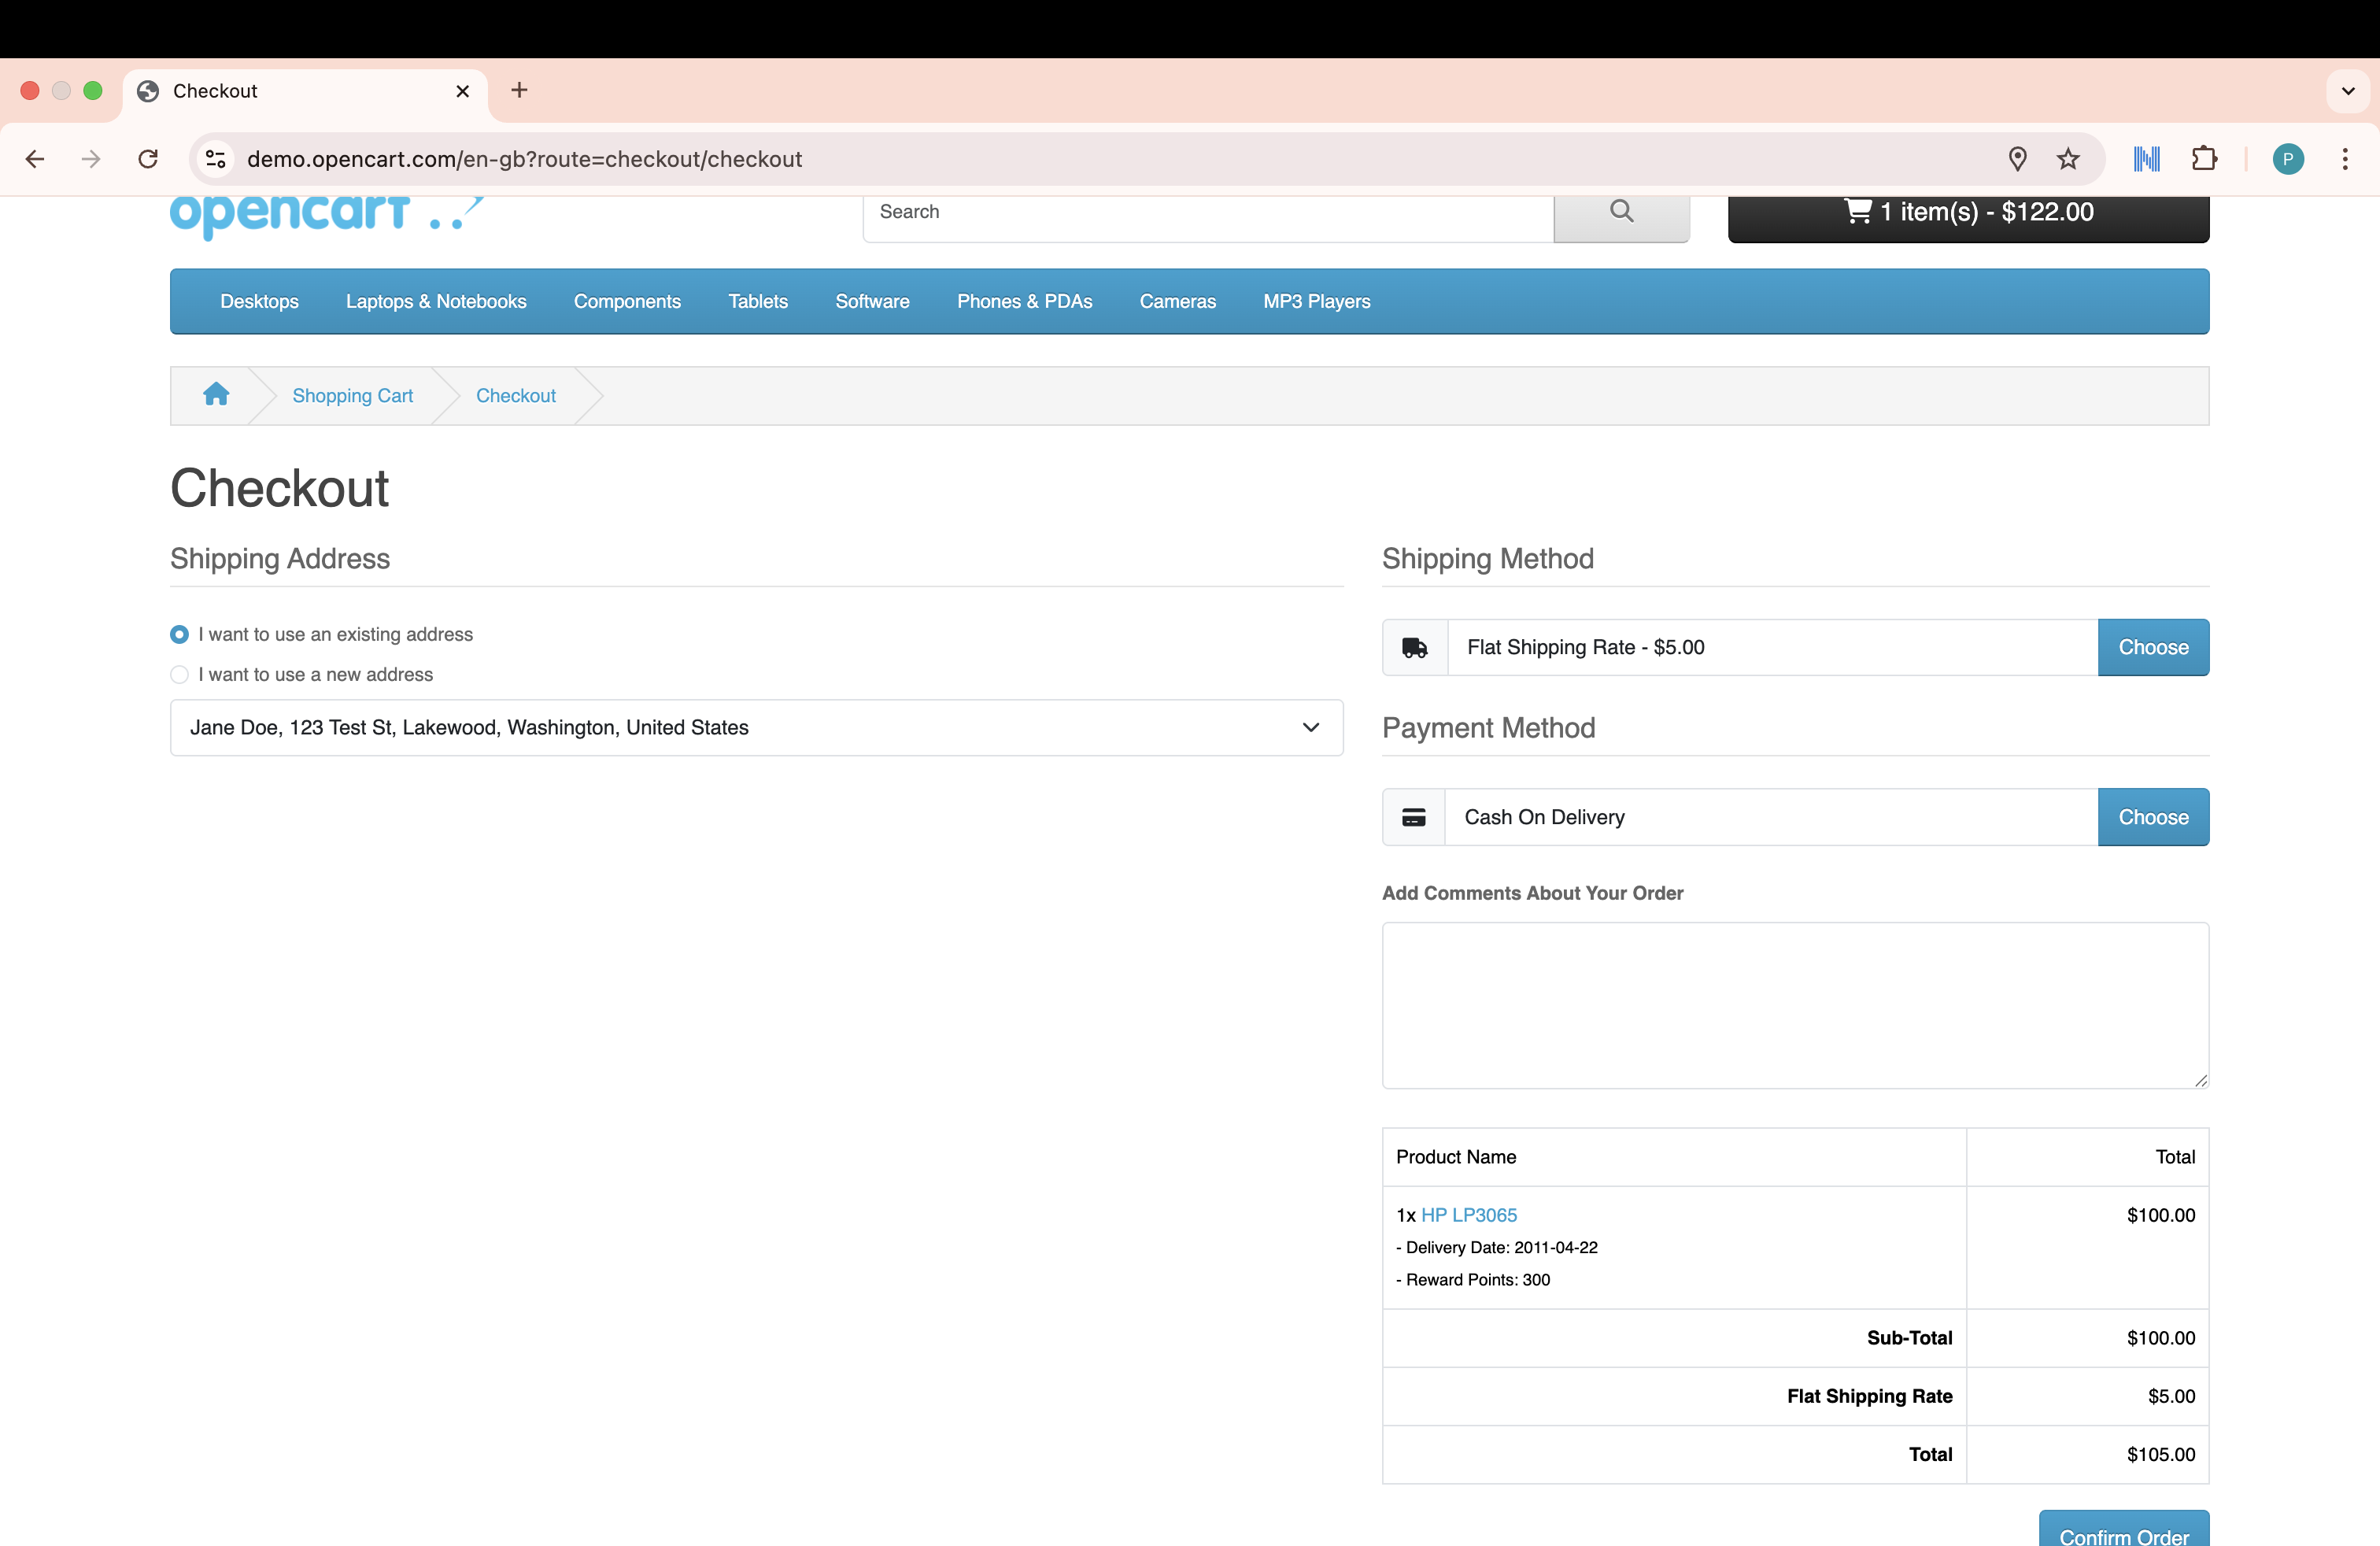 Checkout
demo.opencart.com/en-gb?route=checkout/checkout
P
opencart
Search
1 item(s) - $122.00
Desktops Laptops & Notebooks Components Tablets Software Phones & PDAs Cameras MP3 Players
Shopping Cart Checkout
Checkout
Shipping Address
I want to use an existing address
I want to use a new address
Jane Doe, 123 Test St, Lakewood, Washington, United States
Shipping Method
Flat Shipping Rate - $5.00 Choose
Payment Method
Cash On Delivery Choose
Add Comments About Your Order
Product Name Total
1x HP LP3065 $100.00
- Delivery Date: 2011-04-22
- Reward Points: 300
Sub-Total $100.00
Flat Shipping Rate $5.00
Total $105.00
Confirm Order